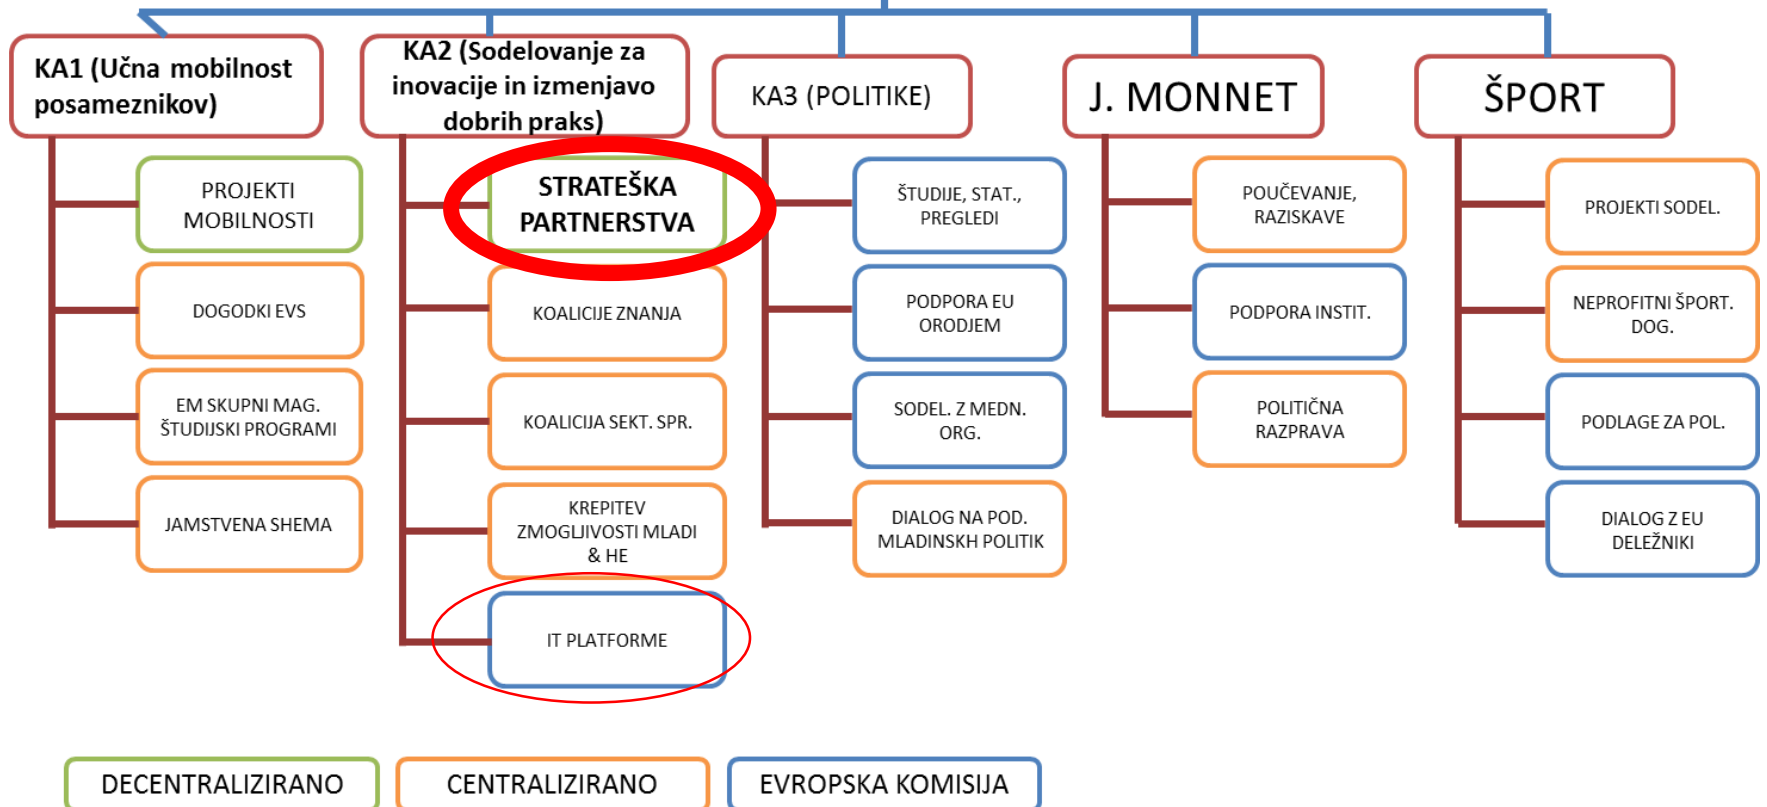 KA1 (Učna mobilnost
posameznikov)
KA2 (Sodelovanje za
inovacije in izmenjavo
dobrih praks)
KA3 (POLITIKE)
J. MONNET
ŠPORT
PROJEKTI
MOBILNOSTI
DOGODKI EVS
EM SKUPNI MAG.
ŠTUDIJSKI PROGRAMI
JAMSTVENA SHEMA
STRATEŠKA
PARTNERSTVA
KOALICIJE ZNANJA
KOALICIJA SEKT. SPR.
KREPITEV
ZMOGLJIVOSTI MLADI
& HE
IT PLATFORME
ŠTUDIJE, STAT.,
PREGLEDI
PODPORA EU
ORODJEM
SODEL. Z MEDN.
ORG.
DIALOG NA POD.
MLADINSKH POLITIK
POUČEVANJE,
RAZISKAVE
PODPORA INSTIT.
POLITIČNA
RAZPRAVA
PROJEKTI SODEL.
NEPROFITNI ŠPORT.
DOG.
PODLAGE ZA POL.
DIALOG Z EU
DELEŽNIKI
DECENTRALIZIRANO
CENTRALIZIRANO
EVROPSKA KOMISIJA